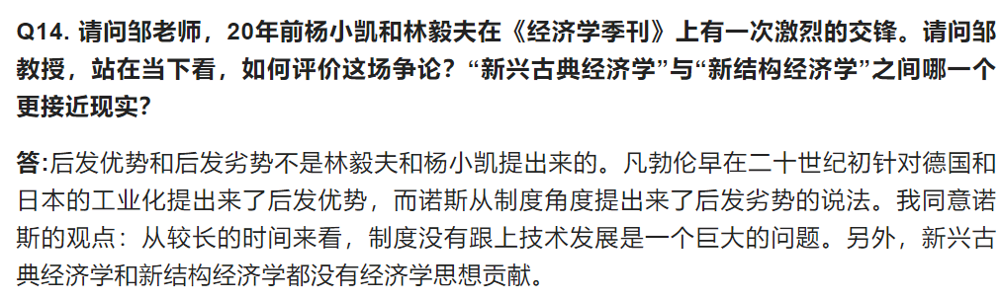 Q14. 请问邹老师，20年前杨小凯和林毅夫在《经济学季刊》上有一次激烈的交锋。请问邹
教授，站在当下看，如何评价这场争论？“新兴古典经济学”与“新结构经济学”之间哪一个
更接近现实？
答:后发优势和后发劣势不是林毅夫和杨小凯提出来的。凡勃伦早在二十世纪初针对德国和
日本的工业化提出来了后发优势，而诺斯从制度角度提出来了后发劣势的说法。我同意诺
斯的观点：从较长的时间来看，制度没有跟上技术发展是一个巨大的问题。另外，新兴古
典经济学和新结构经济学都没有经济学思想贡献。